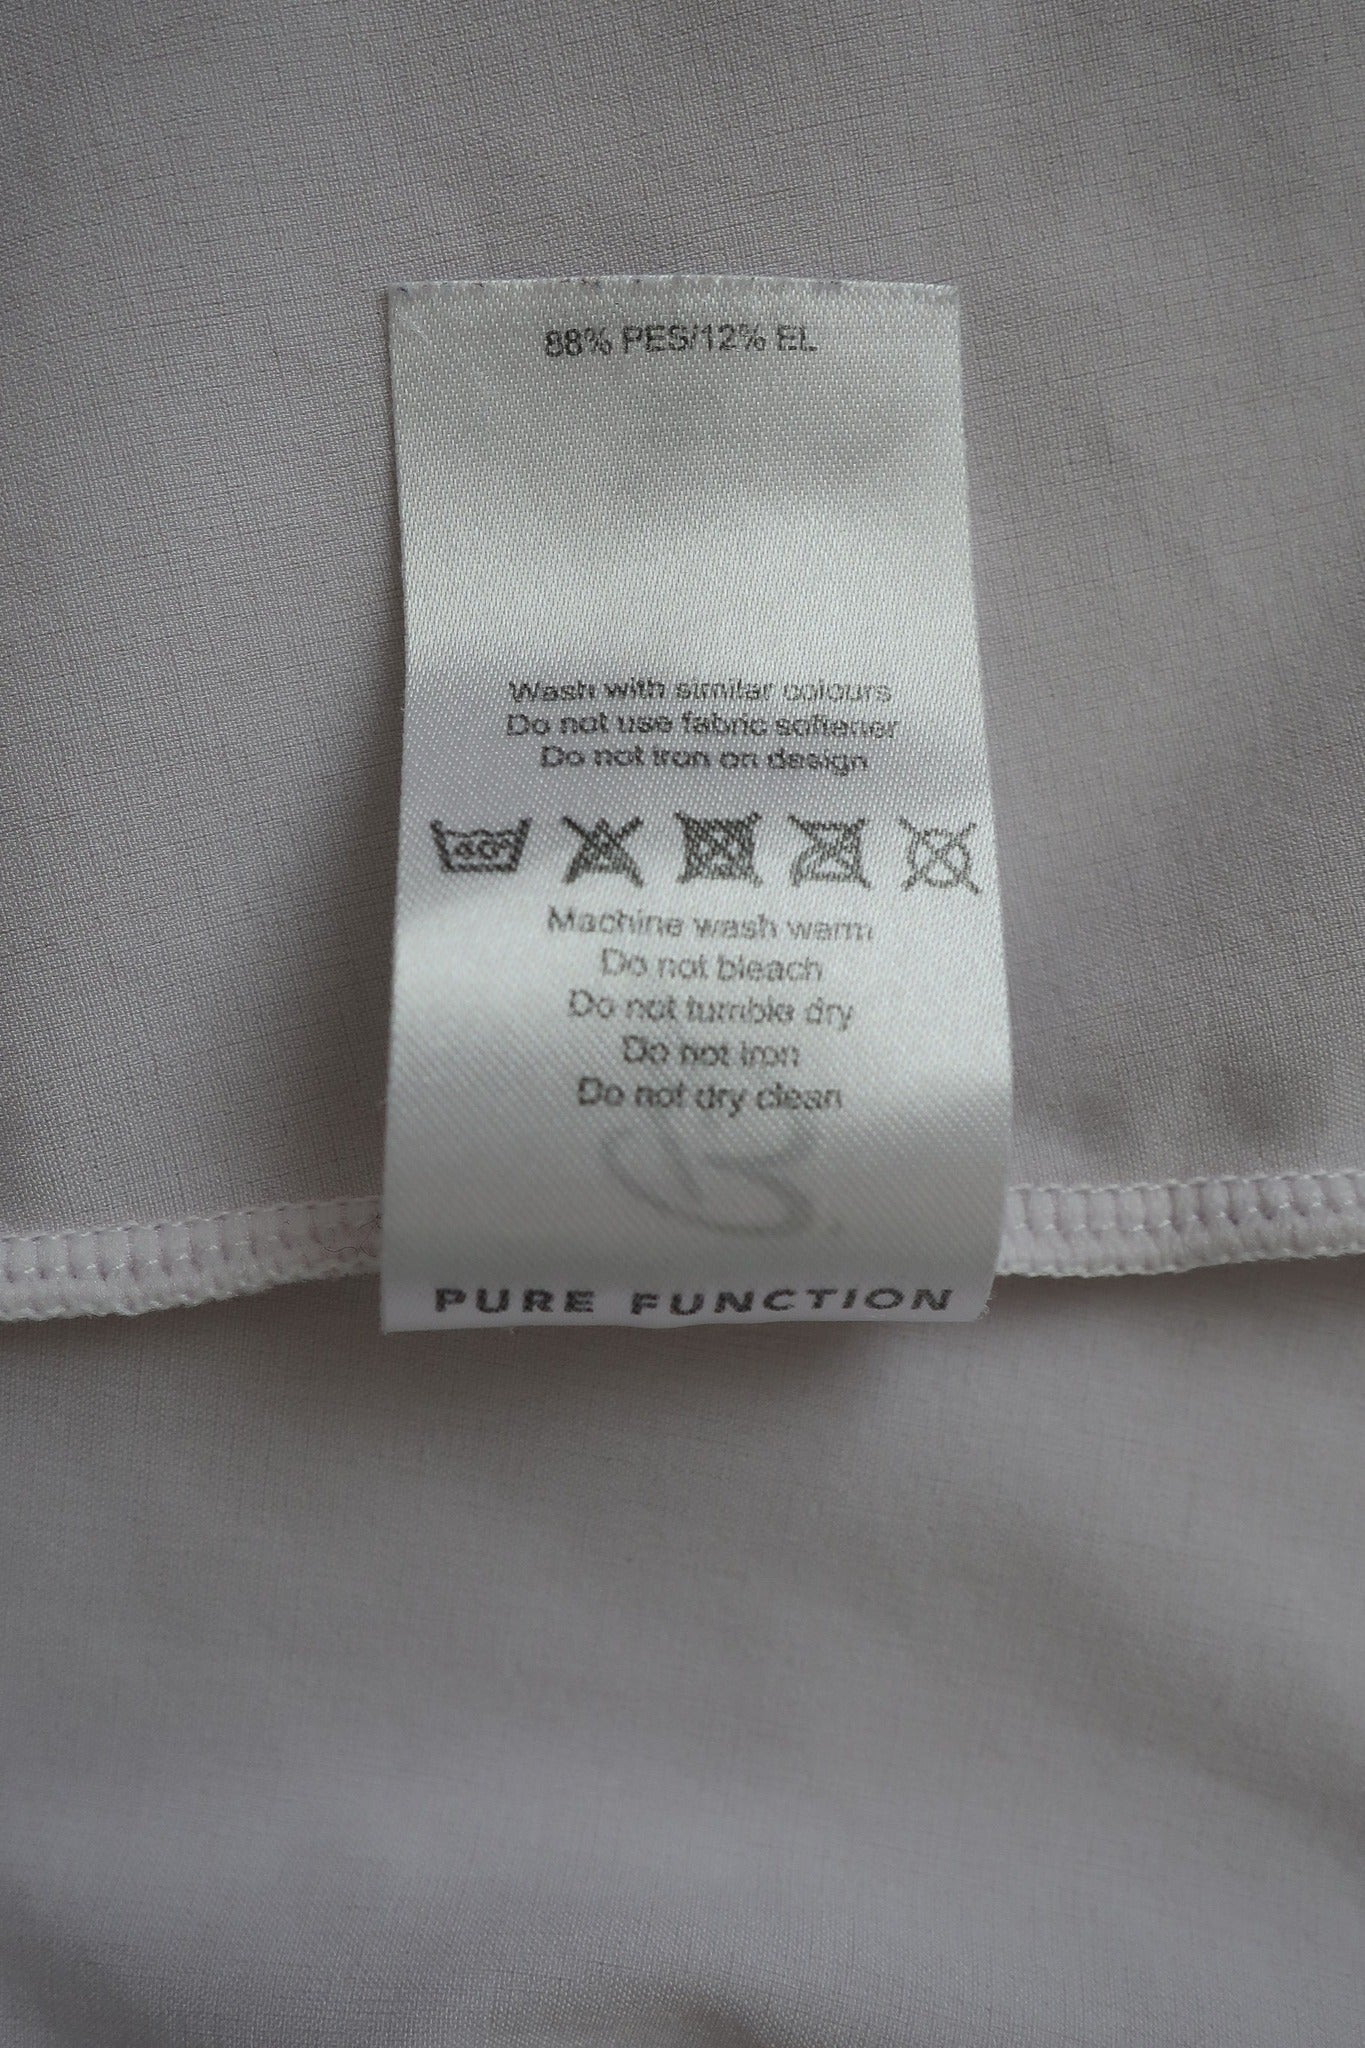 88% PES/12% EL
Wash with similar colours
Do not use fabric softener
Do not iron on design
40°
Machine wash warm
Do not bleach
Do not tumble dry
Do not iron
Do not dry clean
PURE FUNCTION